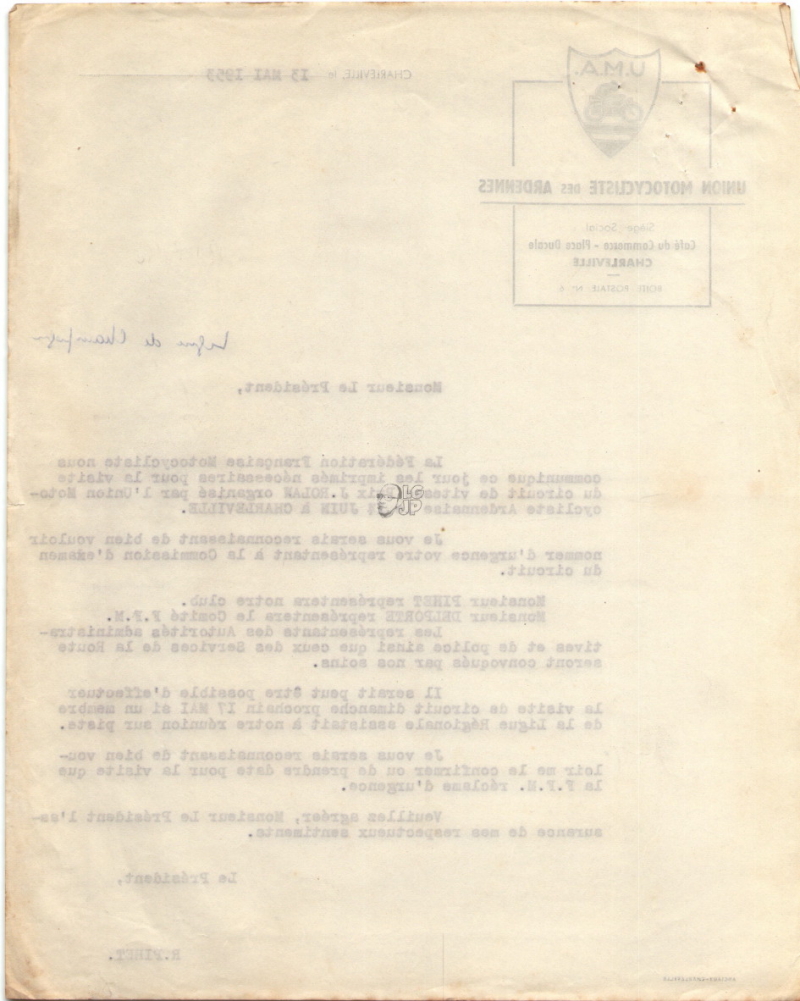 U.M.A.
UNION MOTOCYCLISTE DES ARDENNES
Siège Social :
Café du Commerce - Place Ducale
CHARLEVILLE
BOITE POSTALE N° 6
CHARLEVILLE, le 13 MAI 1953
Ligue de Champagne
Monsieur Le Président,
La Fédération Française Motocycliste nous
communique ce jour les imprimés nécessaires pour la visite
du circuit de vitesse J.ROLAN organisé par l'Union Moto-
cycliste Ardennaise JUIN à CHARLEVILLE.
LG
JP
Je vous serais reconnaissant de bien vouloir
nommer d'urgence votre représentant à la Commission d'examen
du circuit.
Monsieur PINET représentera notre club.
Monsieur DELPORTE représentera le Comité F.F.M.
Les représentants des Autorités administra-
tives et de police ainsi que ceux des Services de la Route
seront convoqués par nos soins.
Il serait peut être possible d'effectuer
la visite de circuit dimanche prochain 17 MAI si un membre
de la Ligue Régionale assistait à notre réunion sur piste.
Je vous serais reconnaissant de bien vou-
loir me le confirmer ou de prendre date pour la visite que
la F.F.M. réclame d'urgence.
Veuillez agréer, Monsieur Le Président l'as-
surance de mes respectueux sentiments.
Le Président,
R.PINET.